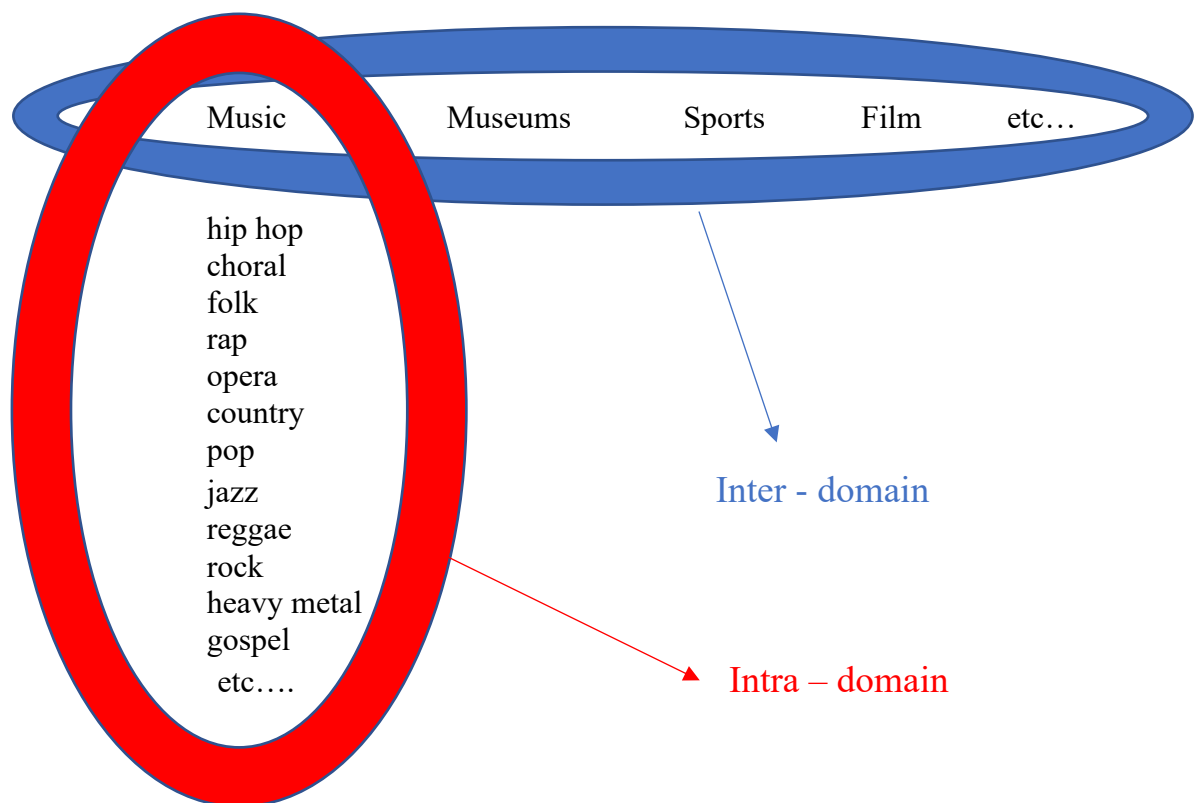 Music Museums Sports Film etc…
hip hop
choral
folk
rap
opera
country
pop
jazz
reggae
rock
heavy metal
gospel
etc….
Inter - domain
Intra – domain